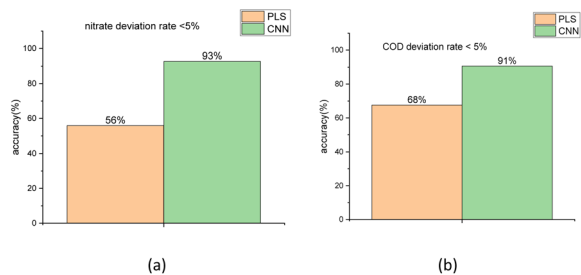 nitrate deviation rate <5%
PLS
CNN
100
80
60
40
20
0
accuracy(%)
56%
93%
(a)
COD deviation rate < 5%
PLS
CNN
100
80
60
40
20
0
accuracy(%)
68%
91%
(b)